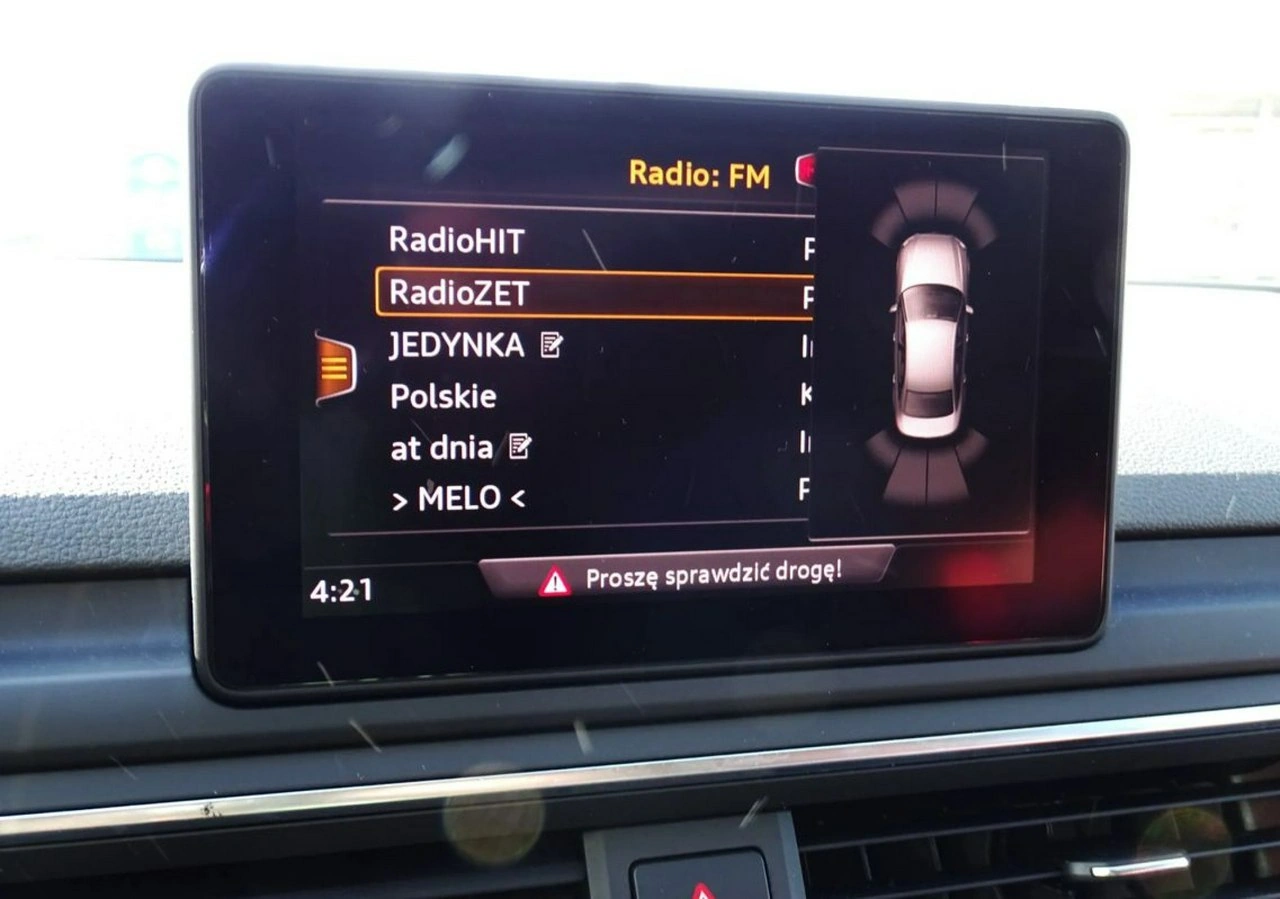 Radio: FM
RadioHIT
RadioZET
JEDYNKA
Polskie
at dnia
> MELO <
4:21
Proszę sprawdzić drogę!